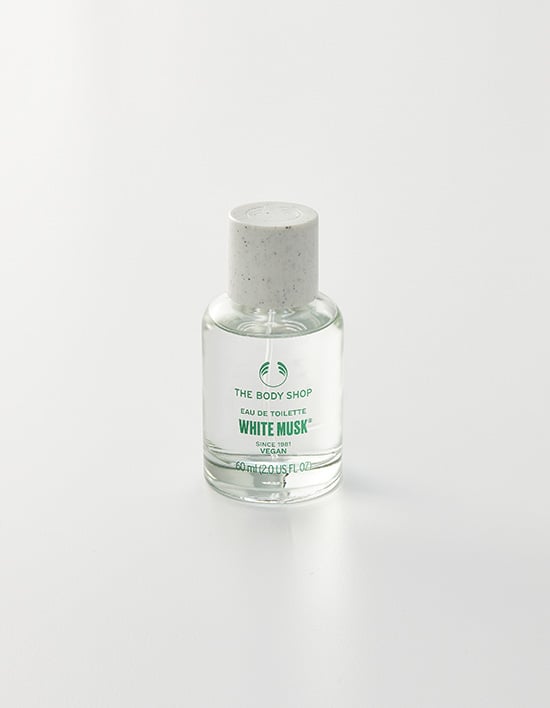 THE BODY SHOP
EAU DE TOILETTE
WHITE MUSK®
SINCE 1981
VEGAN
60 ml (2.0 US FL OZ)